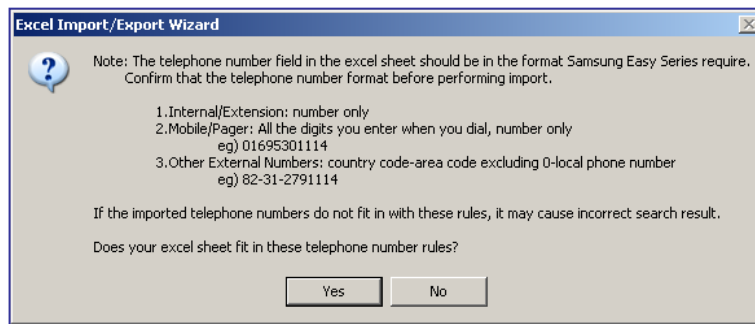 Excel Import/Export Wizard
Note: The telephone number field in the excel sheet should be in the format Samsung Easy Series require.
Confirm that the telephone number format before performing import.
1.Internal/Extension: number only
2.Mobile/Pager: All the digits you enter when you dial, number only
eg) 01695301114
3.Other External Numbers: country code-area code excluding 0-local phone number
eg) 82-31-2791114
If the imported telephone numbers do not fit in with these rules, it may cause incorrect search result.
Does your excel sheet fit in these telephone number rules?
Yes
No